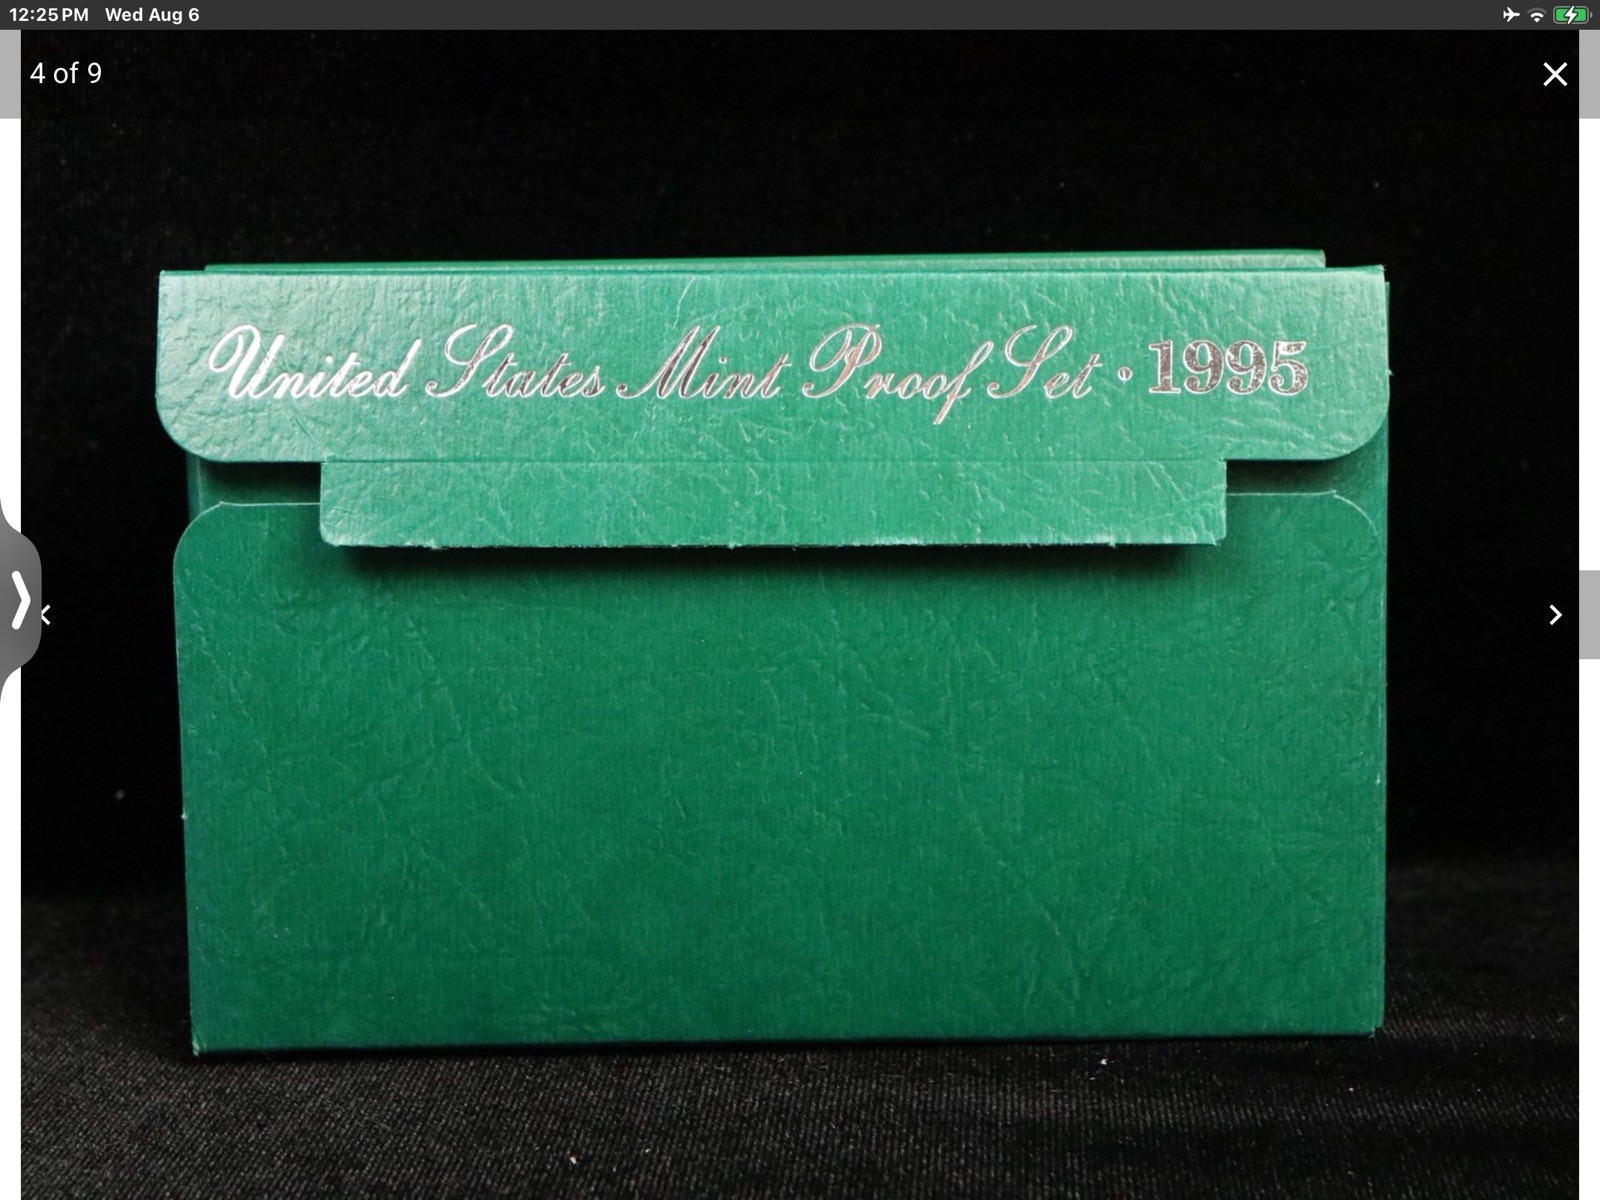 12:25 PM Wed Aug 6
4 of 9
United States Mint Proof Set · 1995